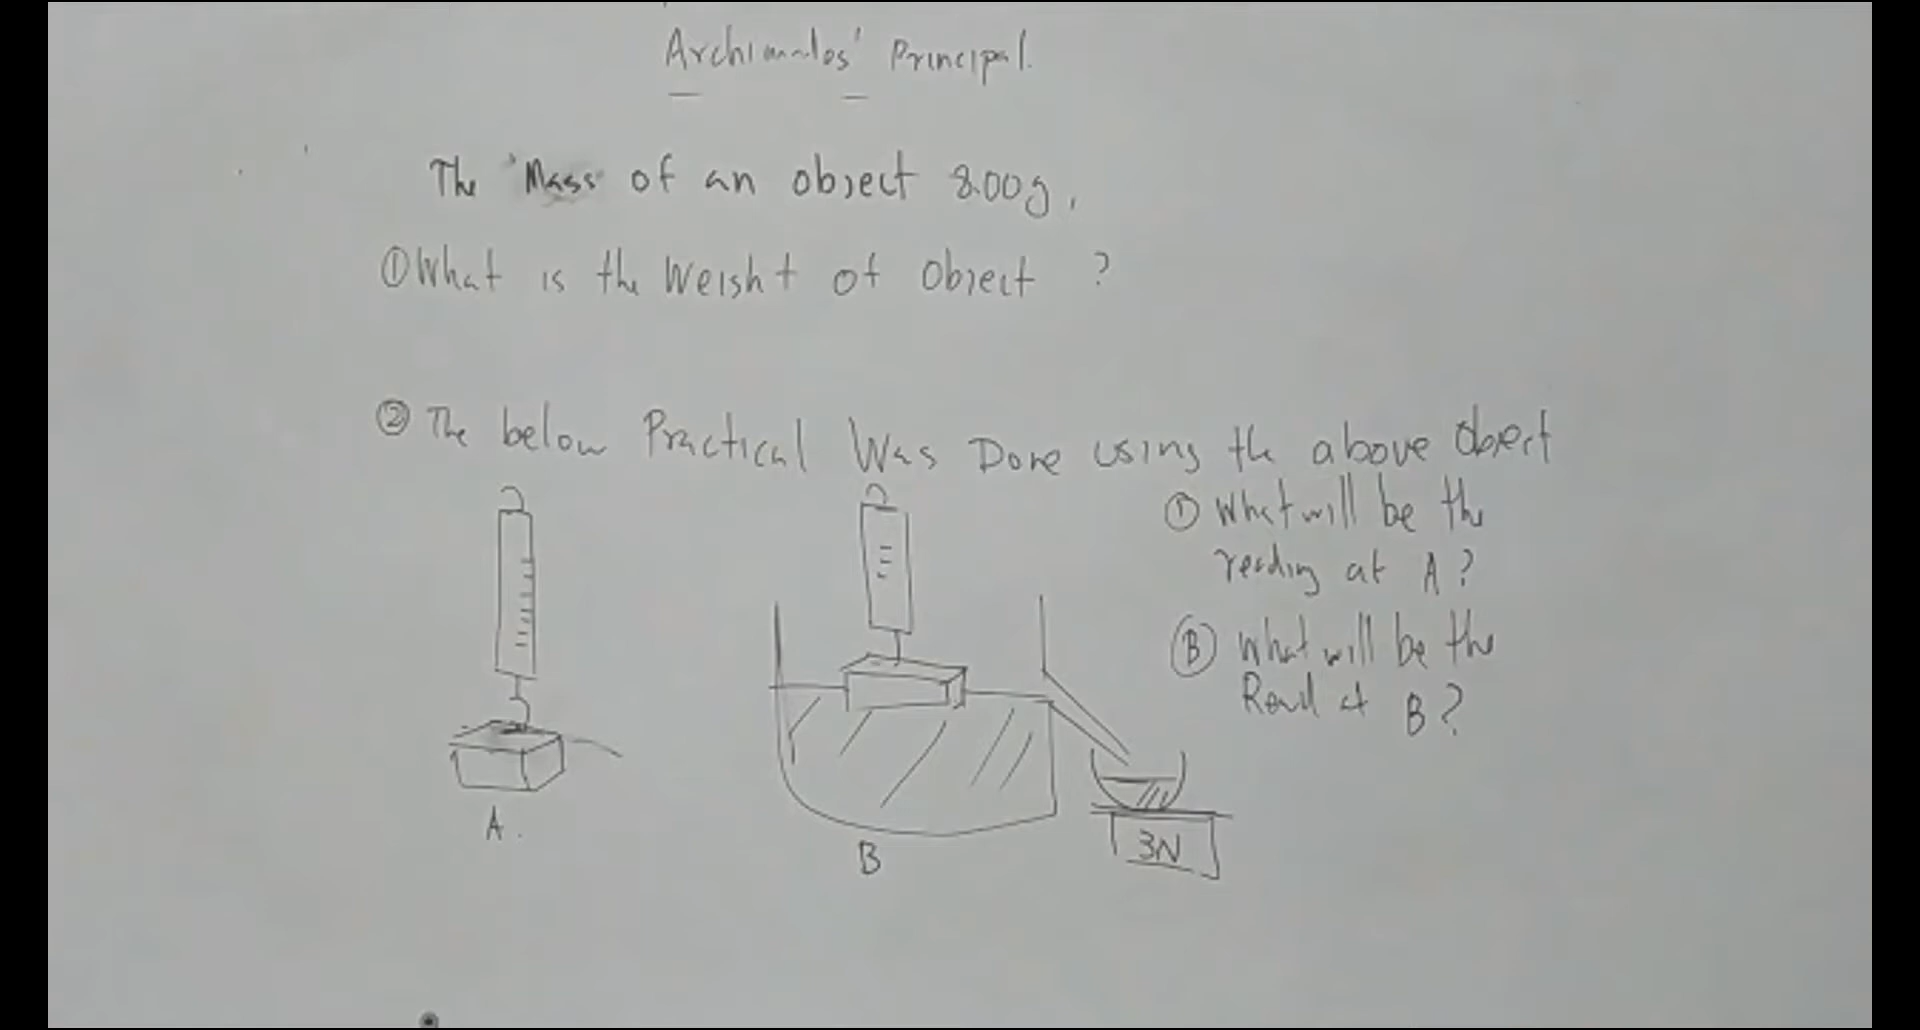 Archimedes' Principal.
The Mass of an object 800g.
① What is the Weight of Object ?
② The below Practical Was Done using the above Object
① What will be the
reading at A?
Ⓑ What will be the
Read at B?
A.
B
3N